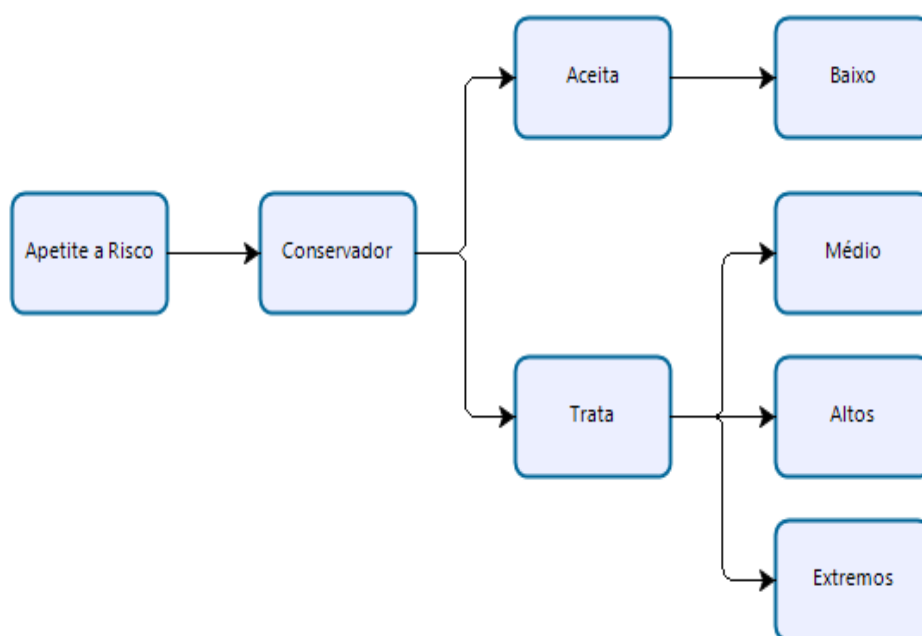 Aceita
Baixo
Apetite a Risco
Conservador
Médio
Trata
Altos
Extremos